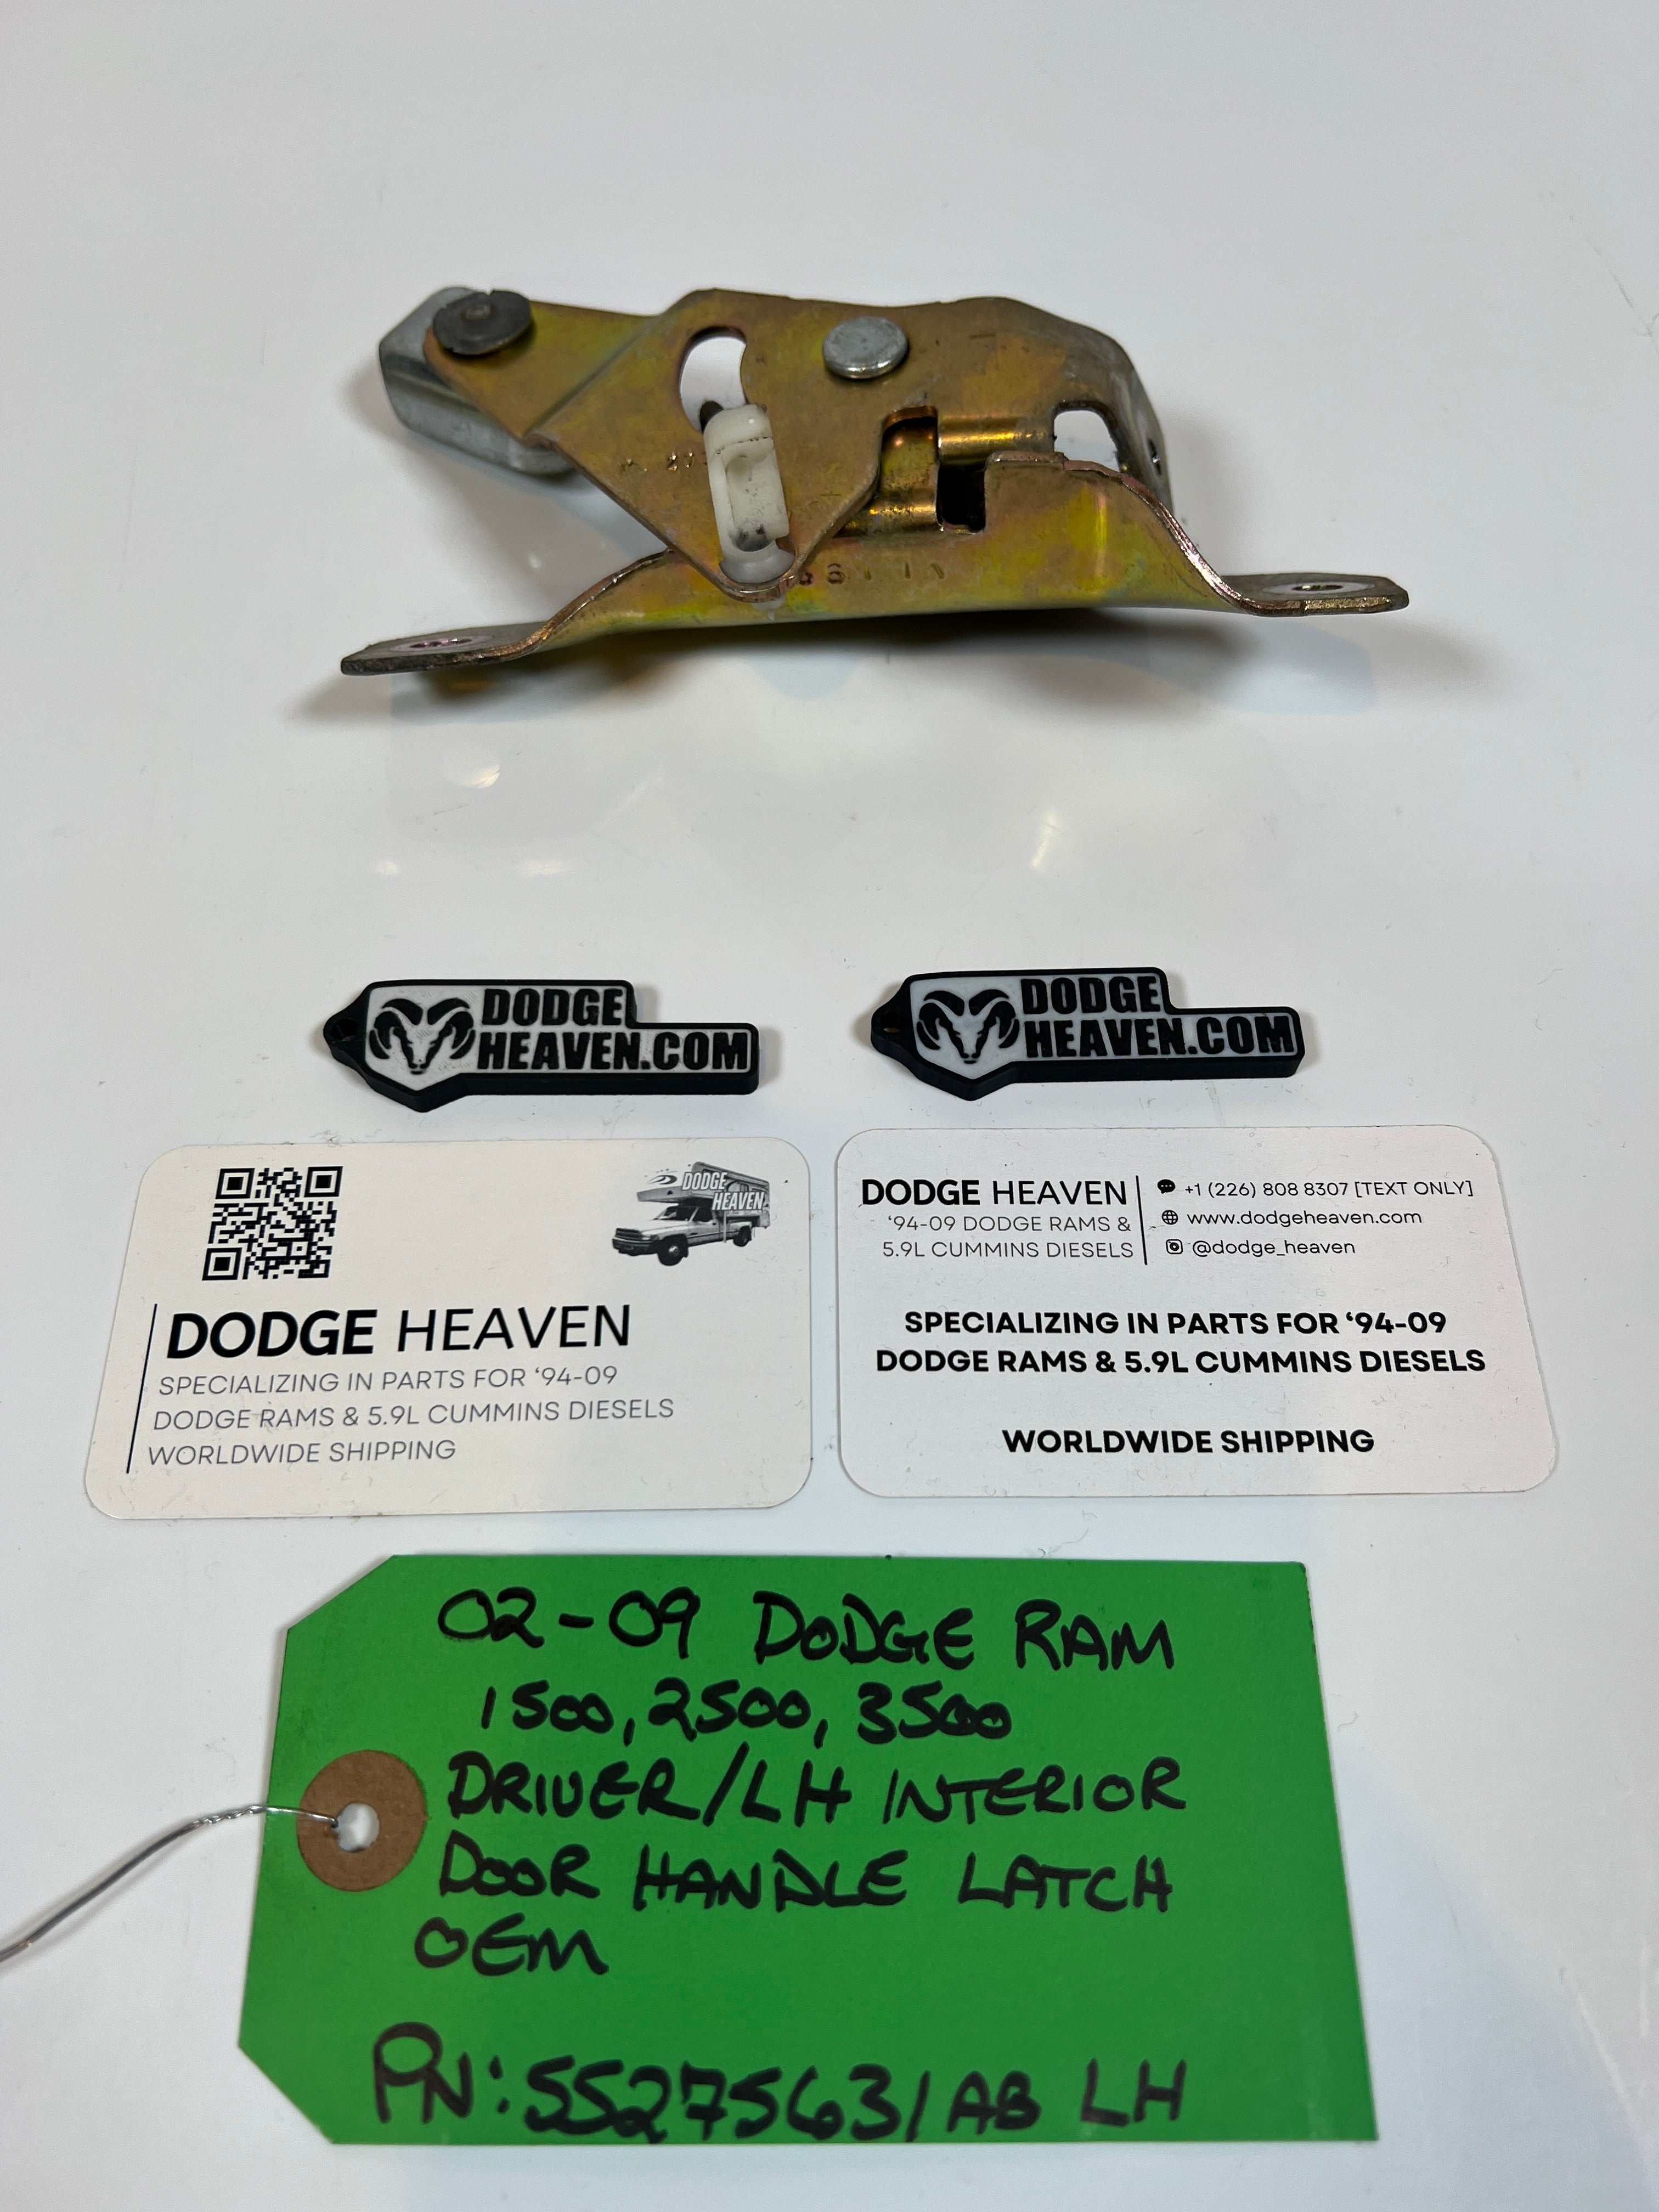 DODGE
HEAVEN.COM
DODGE
HEAVEN.COM
DODGE
HEAVEN
DODGE HEAVEN
SPECIALIZING IN PARTS FOR ‘94-09
DODGE RAMS & 5.9L CUMMINS DIESELS
WORLDWIDE SHIPPING
DODGE HEAVEN
‘94-09 DODGE RAMS &
5.9L CUMMINS DIESELS
+1 (226) 808 8307 [TEXT ONLY]
www.dodgeheaven.com
@dodge_heaven
SPECIALIZING IN PARTS FOR ‘94-09
DODGE RAMS & 5.9L CUMMINS DIESELS
WORLDWIDE SHIPPING
02-09 DODGE RAM
1500, 2500, 3500
DRIVER/LH INTERIOR
DOOR HANDLE LATCH
OEM
PN: 55275631AB LH